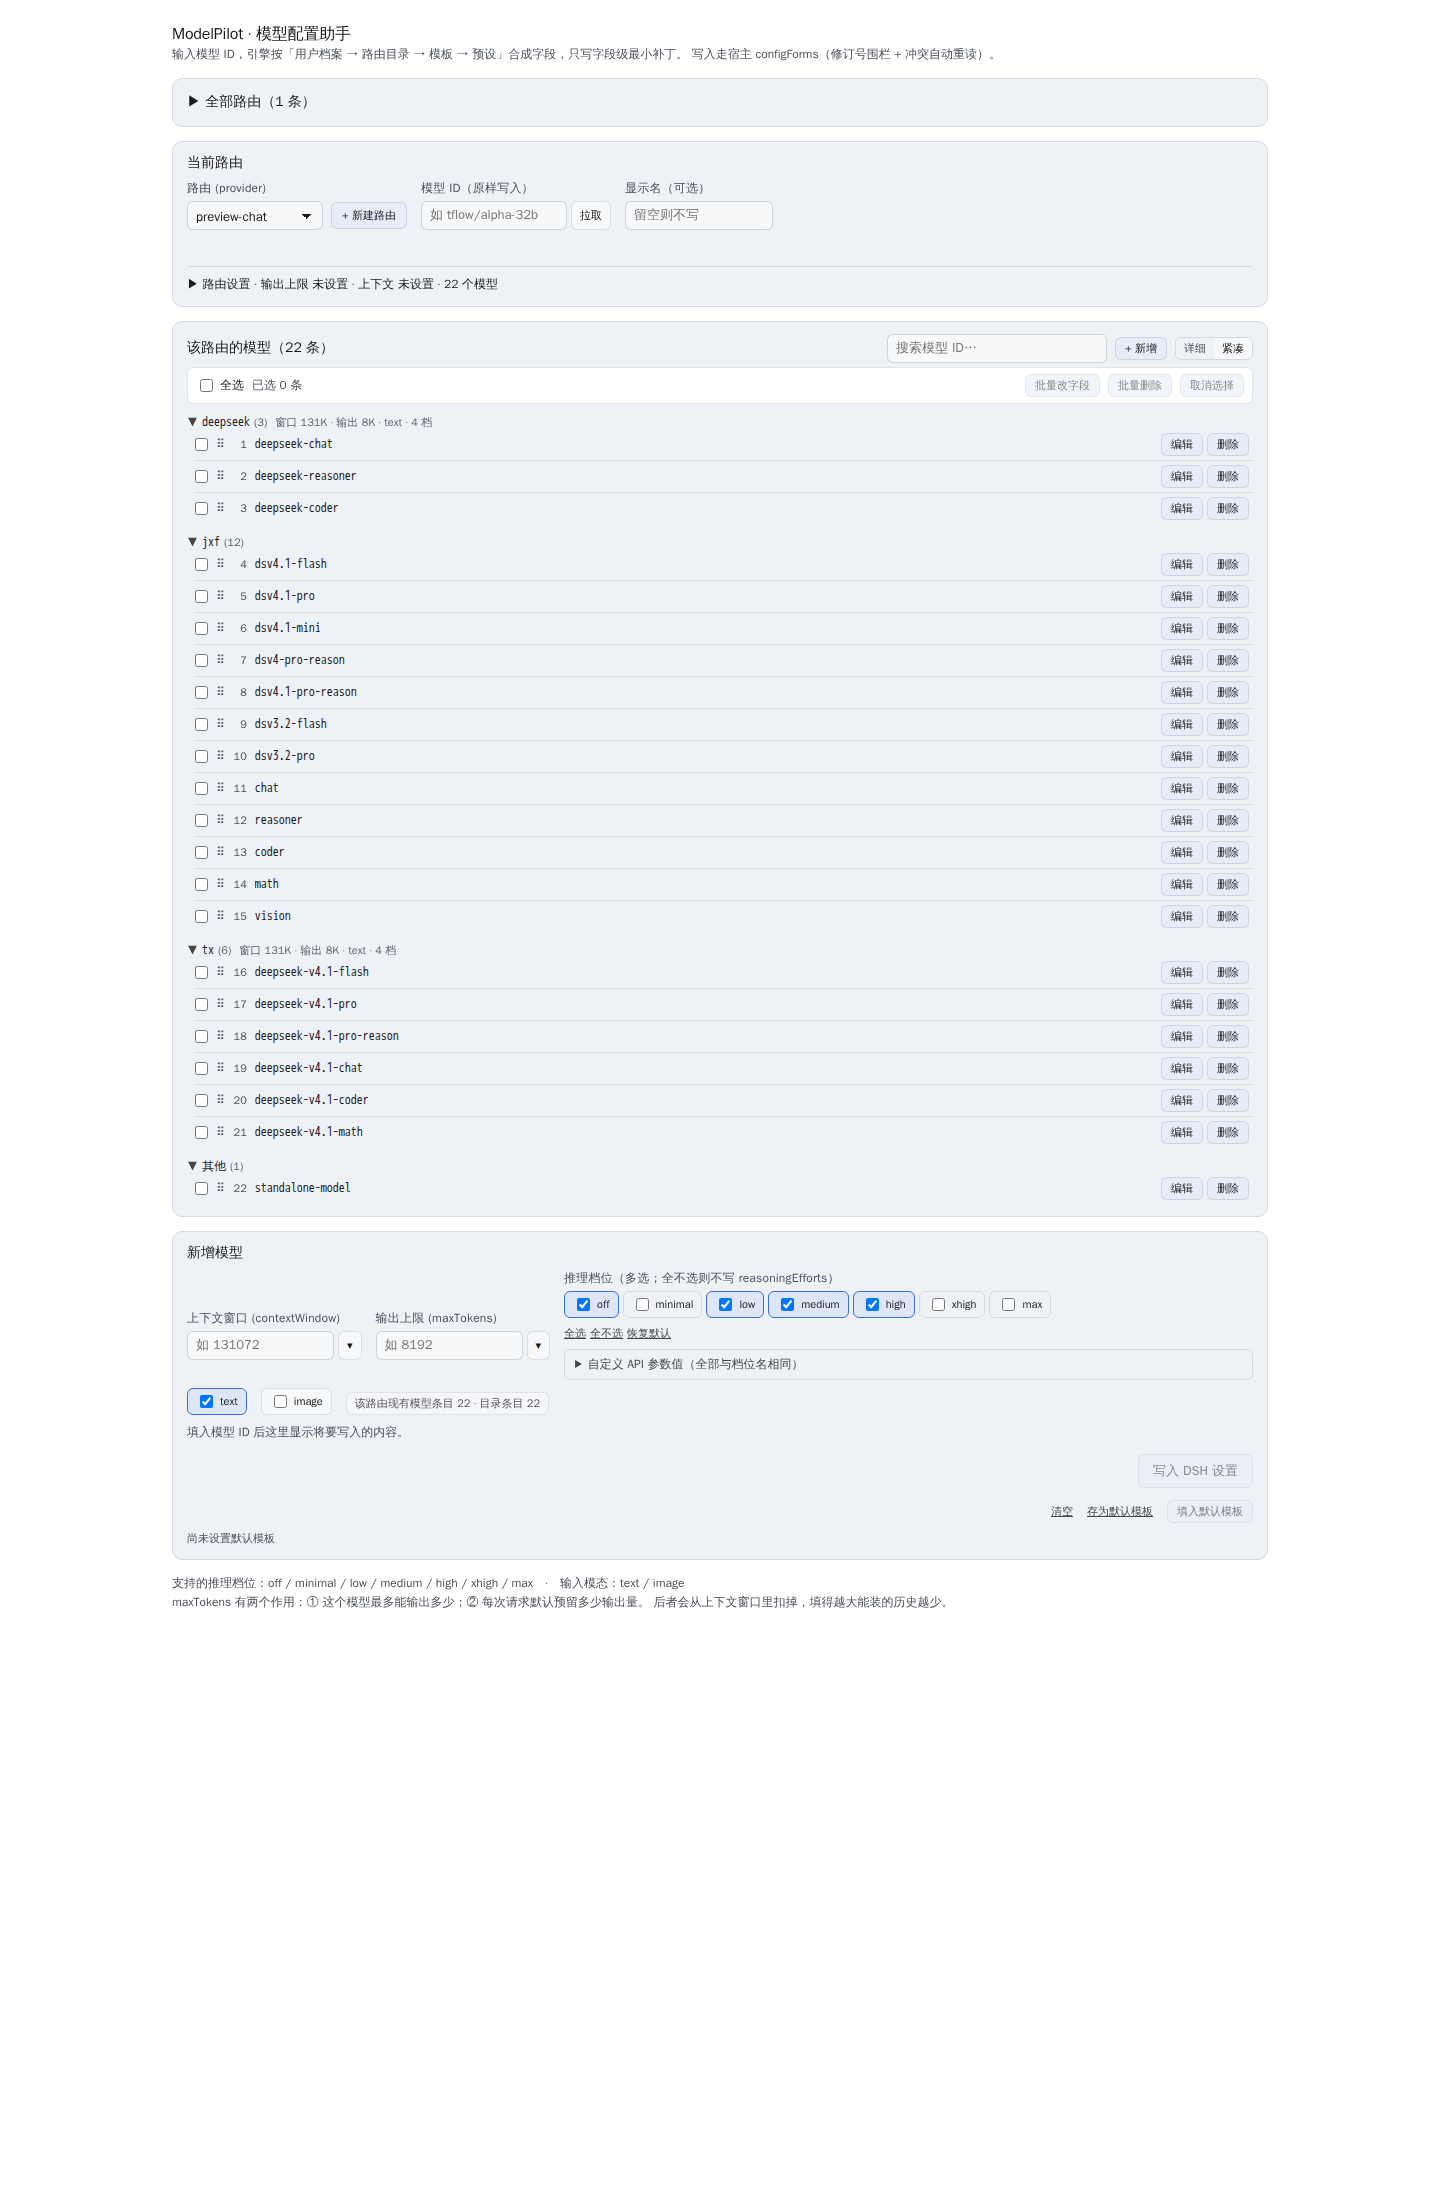 ModelPilot · 模型配置助手
输入模型 ID，引擎按「用户档案 → 路由目录 → 模板 → 预设」合成字段，只写字段级最小补丁。 写入走宿主 configForms（修订号围栏 + 冲突自动重读）。
▶ 全部路由（1 条）
当前路由
路由 (provider) 模型 ID（原样写入） 显示名（可选）
preview-chat + 新建路由 如 tflow/alpha-32b 拉取 留空则不写
▶ 路由设置 · 输出上限 未设置 · 上下文 未设置 · 22 个模型
该路由的模型（22 条） 搜索模型 ID… + 新增 详细 紧凑
全选 已选 0 条 批量改字段 批量删除 取消选择
▼ deepseek (3) 窗口 131K · 输出 8K · text · 4 档
⠿ 1 deepseek-chat 编辑 删除
⠿ 2 deepseek-reasoner 编辑 删除
⠿ 3 deepseek-coder 编辑 删除
▼ jxf (12)
⠿ 4 dsv4.1-flash 编辑 删除
⠿ 5 dsv4.1-pro 编辑 删除
⠿ 6 dsv4.1-mini 编辑 删除
⠿ 7 dsv4-pro-reason 编辑 删除
⠿ 8 dsv4.1-pro-reason 编辑 删除
⠿ 9 dsv3.2-flash 编辑 删除
⠿ 10 dsv3.2-pro 编辑 删除
⠿ 11 chat 编辑 删除
⠿ 12 reasoner 编辑 删除
⠿ 13 coder 编辑 删除
⠿ 14 math 编辑 删除
⠿ 15 vision 编辑 删除
▼ tx (6) 窗口 131K · 输出 8K · text · 4 档
⠿ 16 deepseek-v4.1-flash 编辑 删除
⠿ 17 deepseek-v4.1-pro 编辑 删除
⠿ 18 deepseek-v4.1-pro-reason 编辑 删除
⠿ 19 deepseek-v4.1-chat 编辑 删除
⠿ 20 deepseek-v4.1-coder 编辑 删除
⠿ 21 deepseek-v4.1-math 编辑 删除
▼ 其他 (1)
⠿ 22 standalone-model 编辑 删除
新增模型
推理档位（多选；全不选则不写 reasoningEfforts）
off minimal low medium high xhigh max
上下文窗口 (contextWindow) 输出上限 (maxTokens)
全选 全不选 恢复默认
如 131072 ▾ 如 8192 ▾
▶ 自定义 API 参数值（全部与档位名相同）
text image 该路由现有模型条目 22 · 目录条目 22
填入模型 ID 后这里显示将要写入的内容。
写入 DSH 设置
清空 存为默认模板 填入默认模板
尚未设置默认模板
支持的推理档位：off / minimal / low / medium / high / xhigh / max · 输入模态：text / image
maxTokens 有两个作用：① 这个模型最多能输出多少；② 每次请求默认预留多少输出量。 后者会从上下文窗口里扣掉，填得越大能装的历史越少。